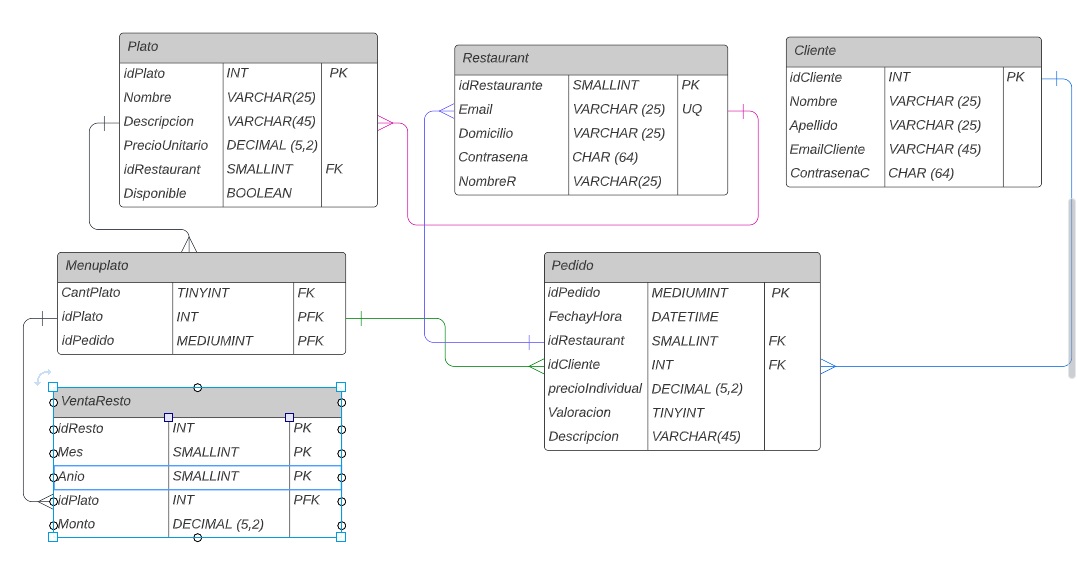 Plato
idPlato INT PK
Nombre VARCHAR(25)
Descripcion VARCHAR(45)
PrecioUnitario DECIMAL (5,2)
idRestaurant SMALLINT FK
Disponible BOOLEAN
Restaurant
idRestaurante SMALLINT PK
Email VARCHAR (25) UQ
Domicilio VARCHAR (25)
Contrasena CHAR (64)
NombreR VARCHAR(25)
Cliente
idCliente INT PK
Nombre VARCHAR (25)
Apellido VARCHAR (25)
EmailCliente VARCHAR (45)
ContrasenaC CHAR (64)
Menuplato
CantPlato TINYINT FK
idPlato INT PFK
idPedido MEDIUMINT PFK
Pedido
idPedido MEDIUMINT PK
FechayHora DATETIME
idRestaurant SMALLINT FK
idCliente INT FK
precioIndividual DECIMAL (5,2)
Valoracion TINYINT
Descripcion VARCHAR(45)
VentaResto
idResto INT PK
Mes SMALLINT PK
Anio SMALLINT PK
idPlato INT PFK
Monto DECIMAL (5,2)